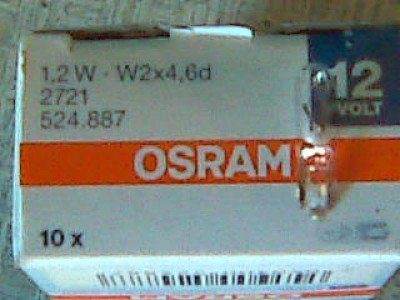 1,2 W · W2x4,6d
2721
524.887
12
VOLT
OSRAM
10 x